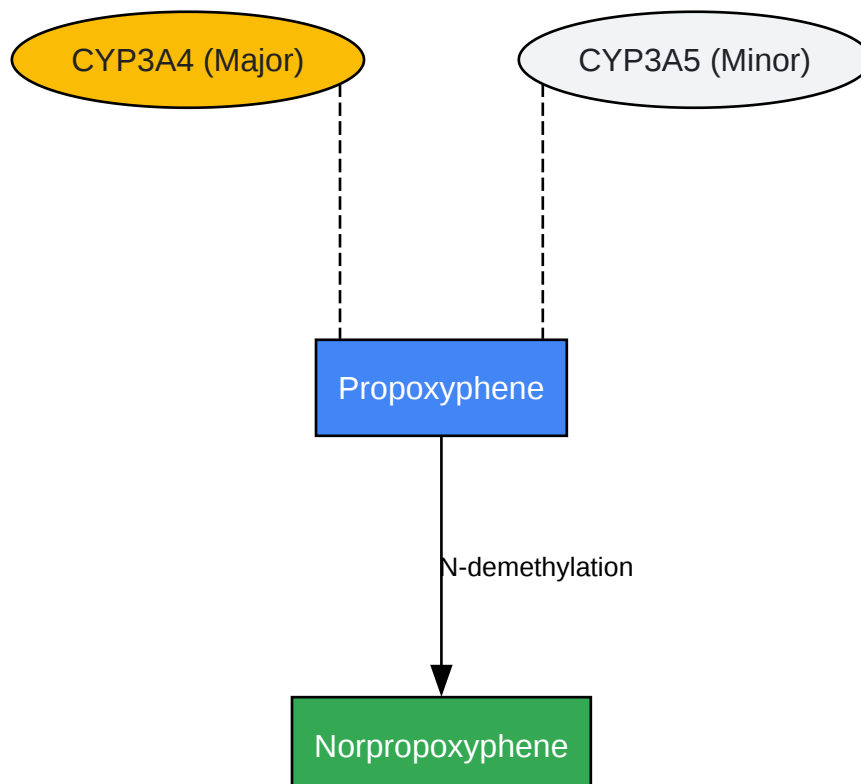 CYP3A4 (Major)
CYP3A5 (Minor)
Propoxyphene
N-demethylation
Norpropoxyphene